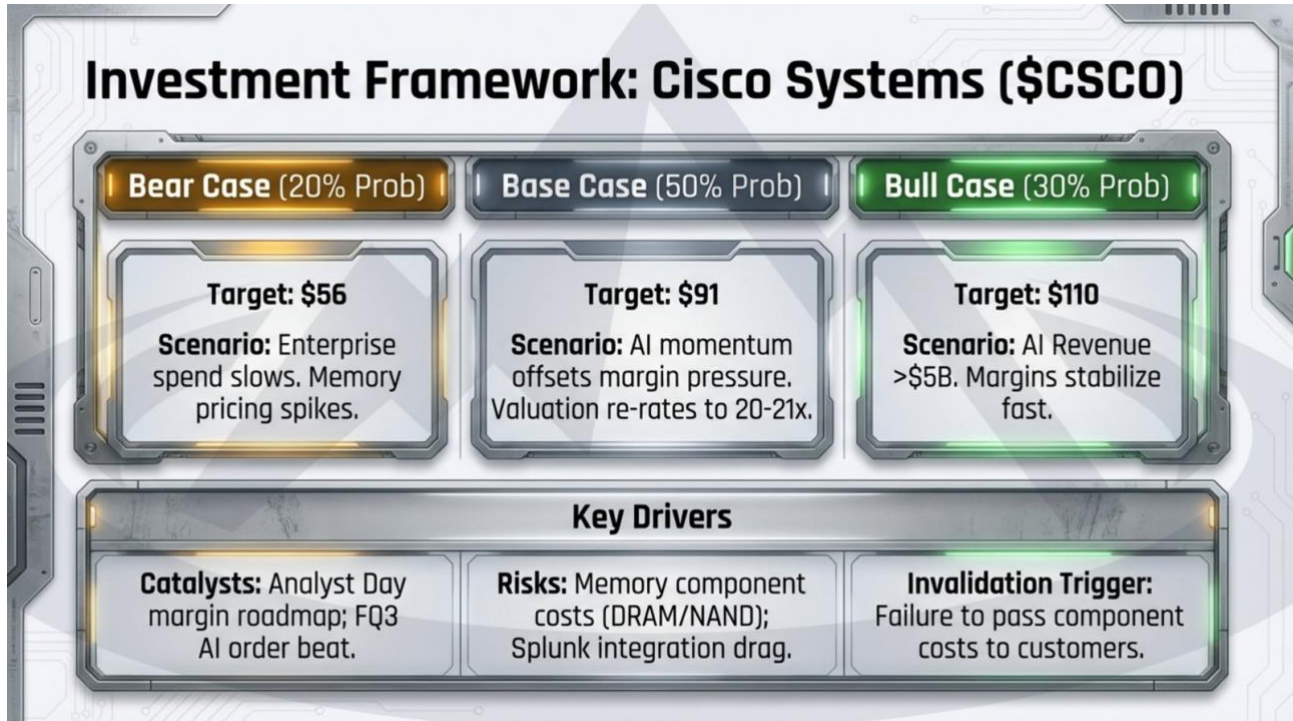 Investment Framework: Cisco Systems ($CSCO)
Bear Case (20% Prob)
Base Case (50% Prob)
Bull Case (30% Prob)
Target: $56
Scenario: Enterprise
spend slows. Memory
pricing spikes.
Target: $91
Scenario: AI momentum
offsets margin pressure.
Valuation re-rates to 20-21x.
Target: $110
Scenario: AI Revenue
>$5B. Margins stabilize
fast.
Key Drivers
Catalysts: Analyst Day
margin roadmap; FQ3
AI order beat.
Risks: Memory component
costs (DRAM/NAND);
Splunk integration drag.
Invalidation Trigger:
Failure to pass component
costs to customers.